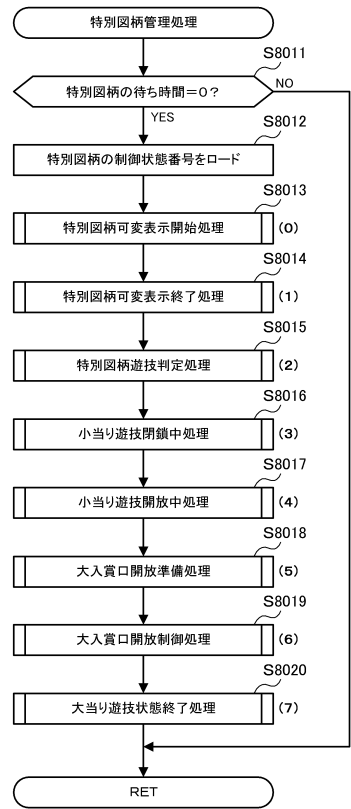 特別図柄管理処理
S8011
特別図柄の待ち時間=0?
NO
YES
S8012
特別図柄の制御状態番号をロード
S8013
特別図柄可変表示開始処理 (0)
S8014
特別図柄可変表示終了処理 (1)
S8015
特別図柄遊技判定処理 (2)
S8016
小当り遊技閉鎖中処理 (3)
S8017
小当り遊技開放中処理 (4)
S8018
大入賞口開放準備処理 (5)
S8019
大入賞口開放制御処理 (6)
S8020
大当り遊技状態終了処理 (7)
RET